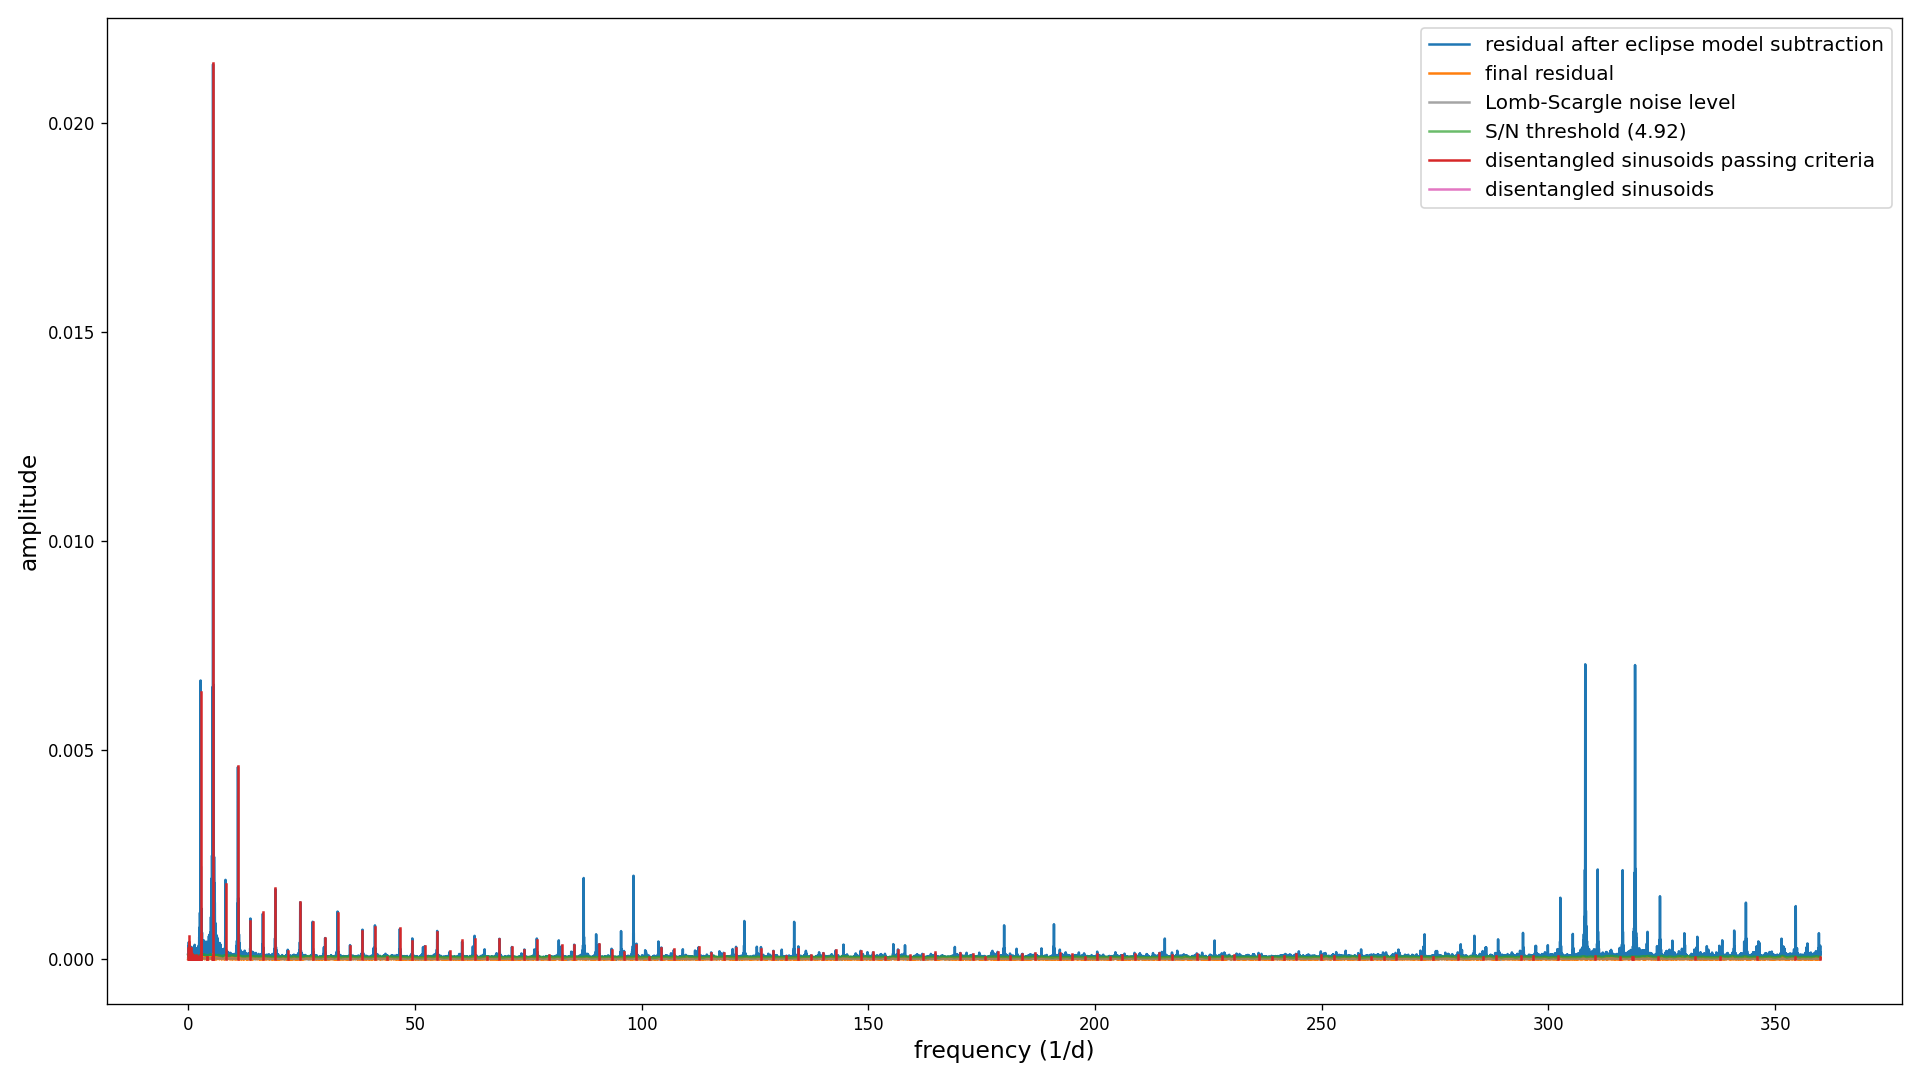 residual after eclipse model subtraction
final residual
Lomb-Scargle noise level
S/N threshold (4.92)
disentangled sinusoids passing criteria
disentangled sinusoids
0.020
0.015
0.010
0.005
0.000
amplitude
0 50 100 150 200 250 300 350
frequency (1/d)